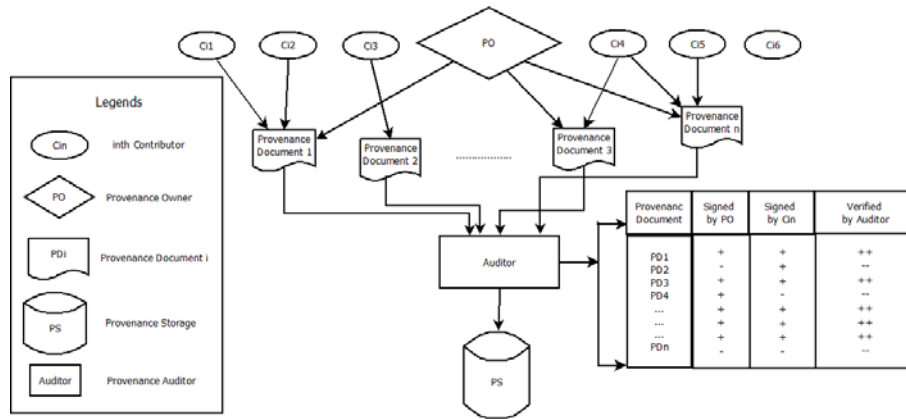 Ci1
Ci2
Ci3
PO
Ci4
Ci5
Ci6
Legends
Cin
inth Contributor
PO
Provenance Owner
PDi
Provenance Document i
PS
Provenance Storage
Auditor
Provenance Auditor
Provenance
Document 1
Provenance
Document 2
....................
Provenance
Document 3
Provenance
Document n
Auditor
PS
Provenanc Signed Signed Verified
Document by PO by Cin by Auditor
PD1 + + ++
PD2 - + --
PD3 + + ++
PD4 + - --
... + + ++
... + + ++
... + + ++
PDn - - --